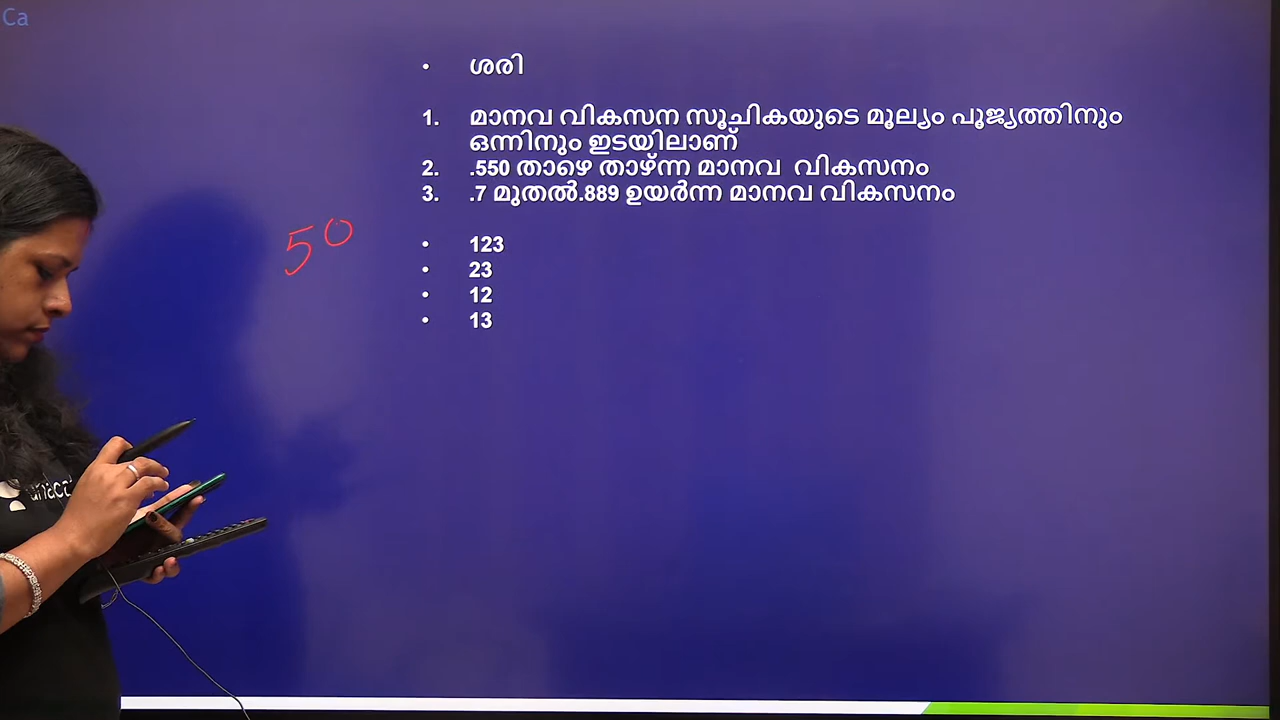 Ca
• ശരി
1. മാനവ വികസന സൂചികയുടെ മൂല്യം പൂജ്യത്തിനും
ഒന്നിനും ഇടയിലാണ്
2. .550 താഴെ താഴ്ന്ന മാനവ വികസനം
3. .7 മുതൽ.889 ഉയർന്ന മാനവ വികസനം
50
• 123
• 23
• 12
• 13